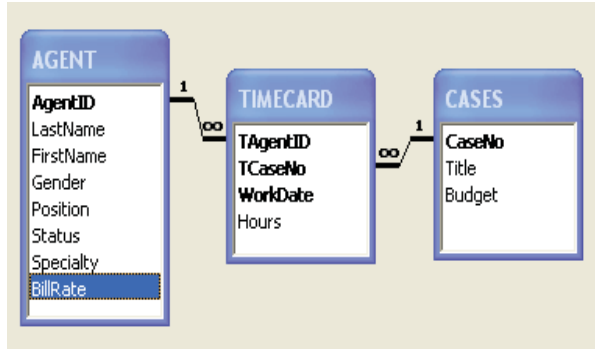 AGENT
AgentID
LastName
FirstName
Gender
Position
Status
Specialty
BillRate
1
∞
TIMECARD
TAgentID
TCaseNo
WorkDate
Hours
∞
1
CASES
CaseNo
Title
Budget